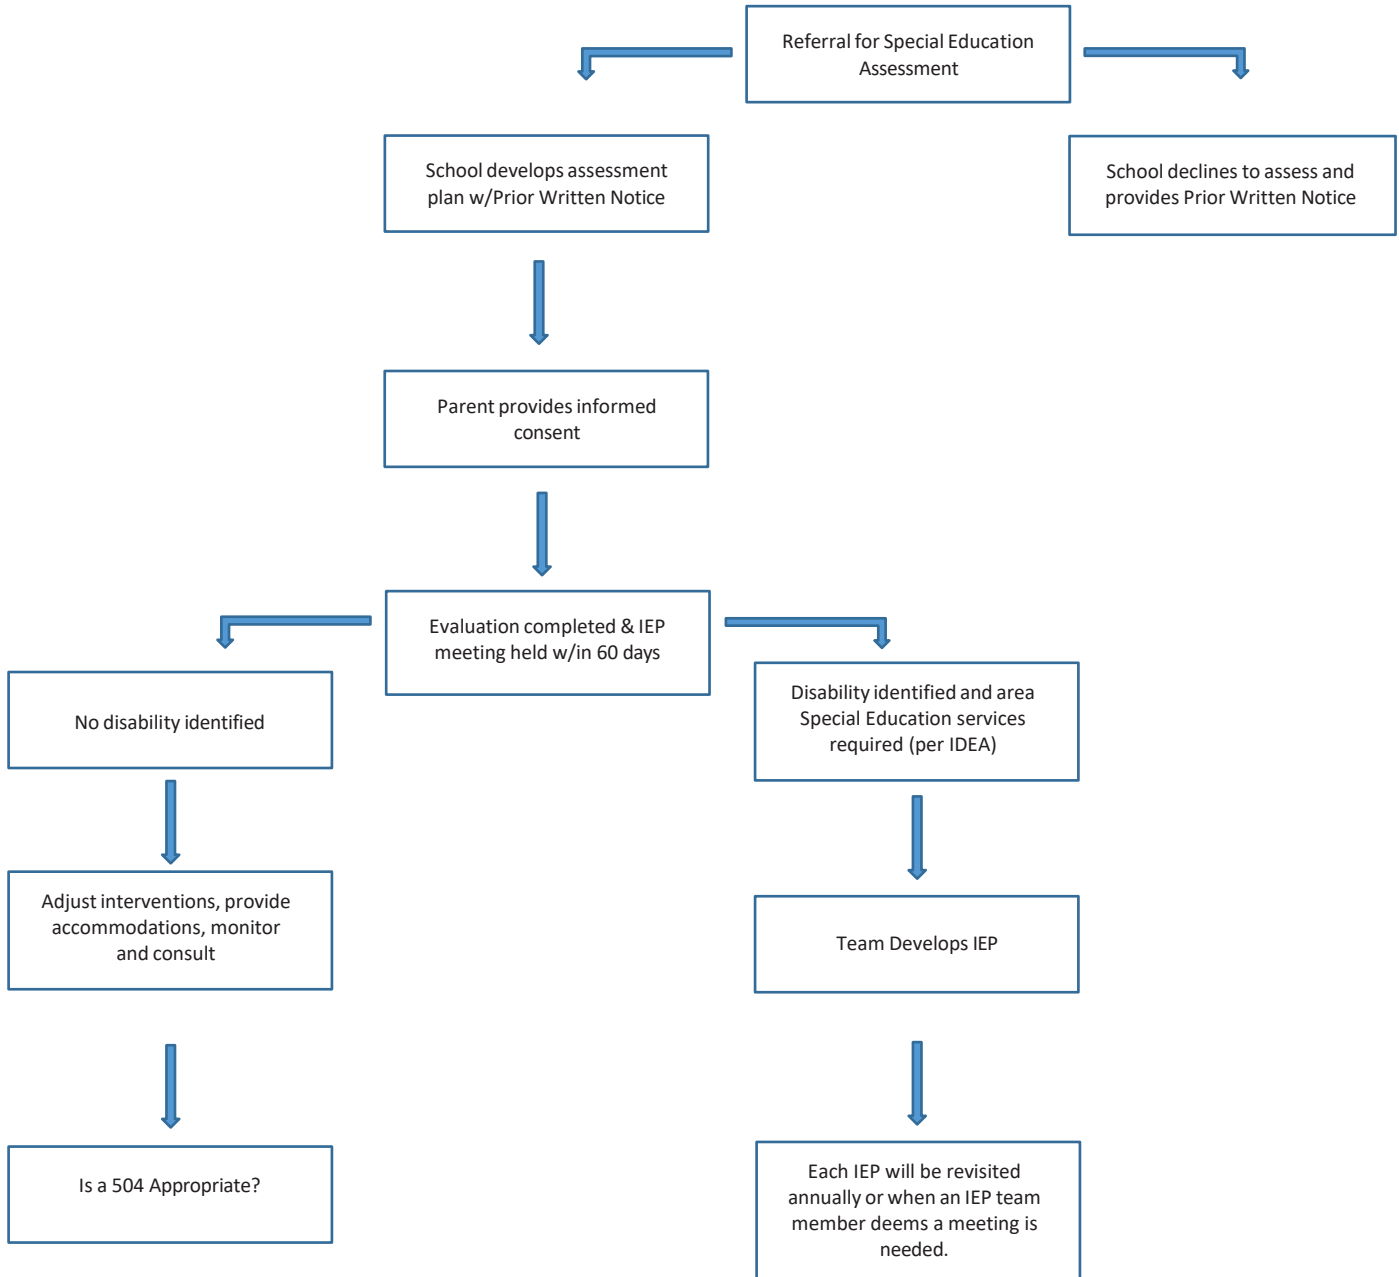 Referral for Special Education
Assessment
School develops assessment
plan w/Prior Written Notice
School declines to assess and
provides Prior Written Notice
Parent provides informed
consent
Evaluation completed & IEP
meeting held w/in 60 days
No disability identified
Disability identified and area
Special Education services
required (per IDEA)
Adjust interventions, provide
accommodations, monitor
and consult
Team Develops IEP
Is a 504 Appropriate?
Each IEP will be revisited
annually or when an IEP team
member deems a meeting is
needed.